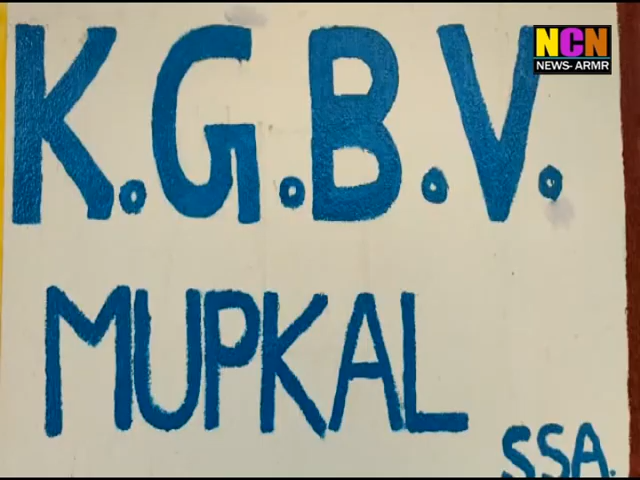 NCN
NEWS- ARMR
K.G.B.V.
MUPKAL
SSA.